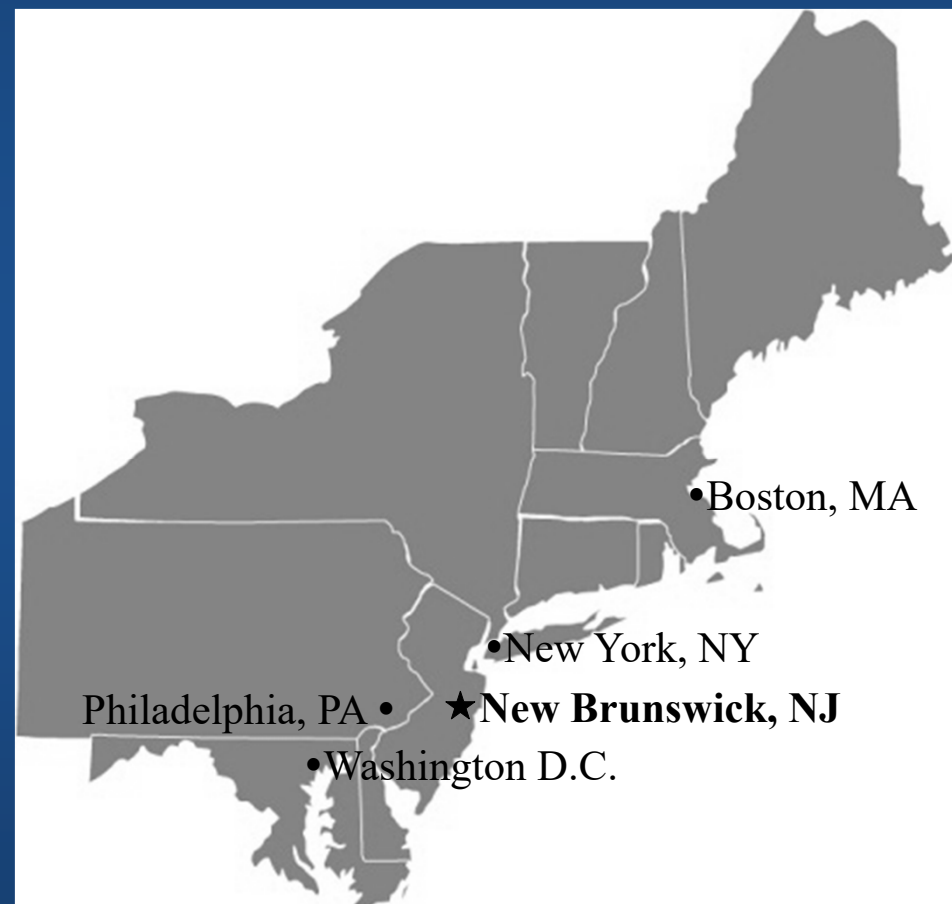 Boston, MA
New York, NY
Philadelphia, PA
New Brunswick, NJ
Washington D.C.